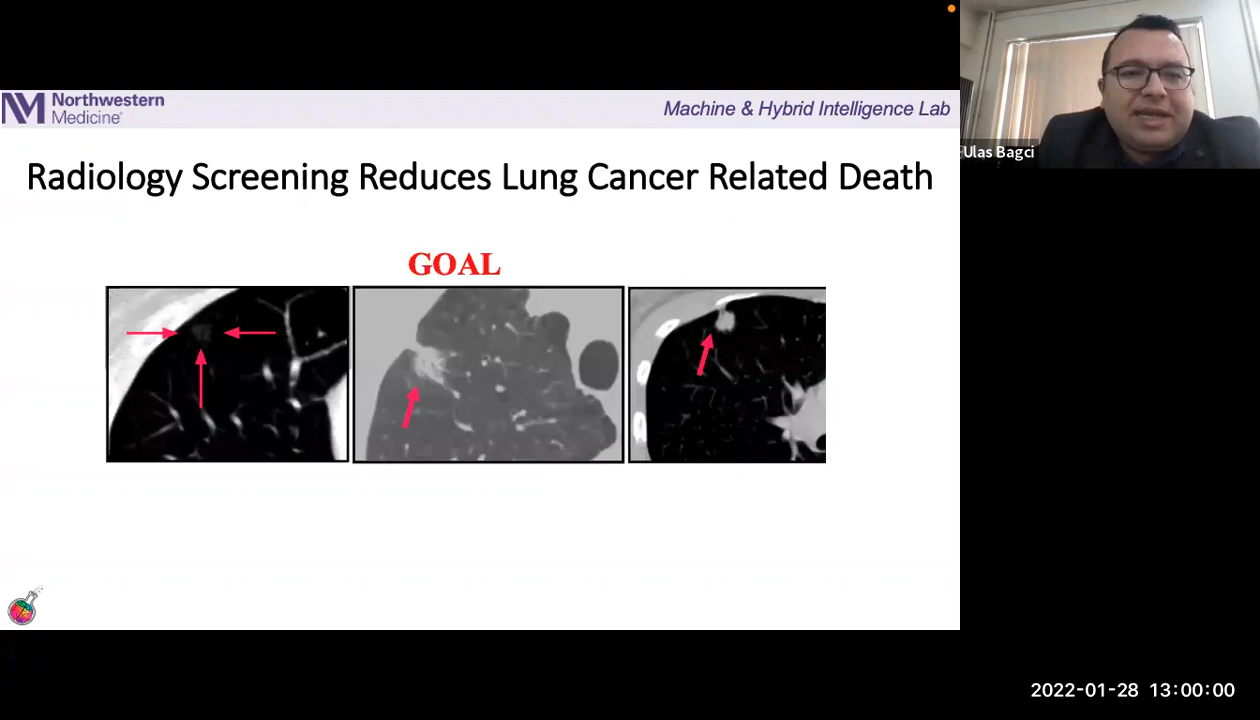 Northwestern
Medicine®
Machine & Hybrid Intelligence Lab
Ulas Bagci
Radiology Screening Reduces Lung Cancer Related Death
GOAL
2022-01-28 13:00:00